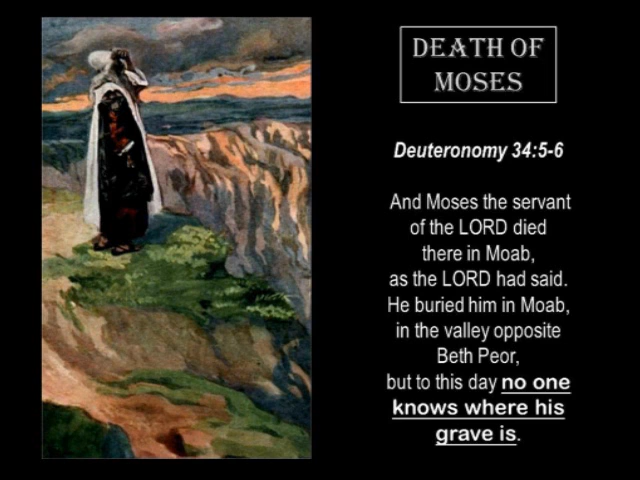 DEATH OF
MOSES
Deuteronomy 34:5-6
And Moses the servant
of the LORD died
there in Moab,
as the LORD had said.
He buried him in Moab,
in the valley opposite
Beth Peor,
but to this day no one
knows where his
grave is.